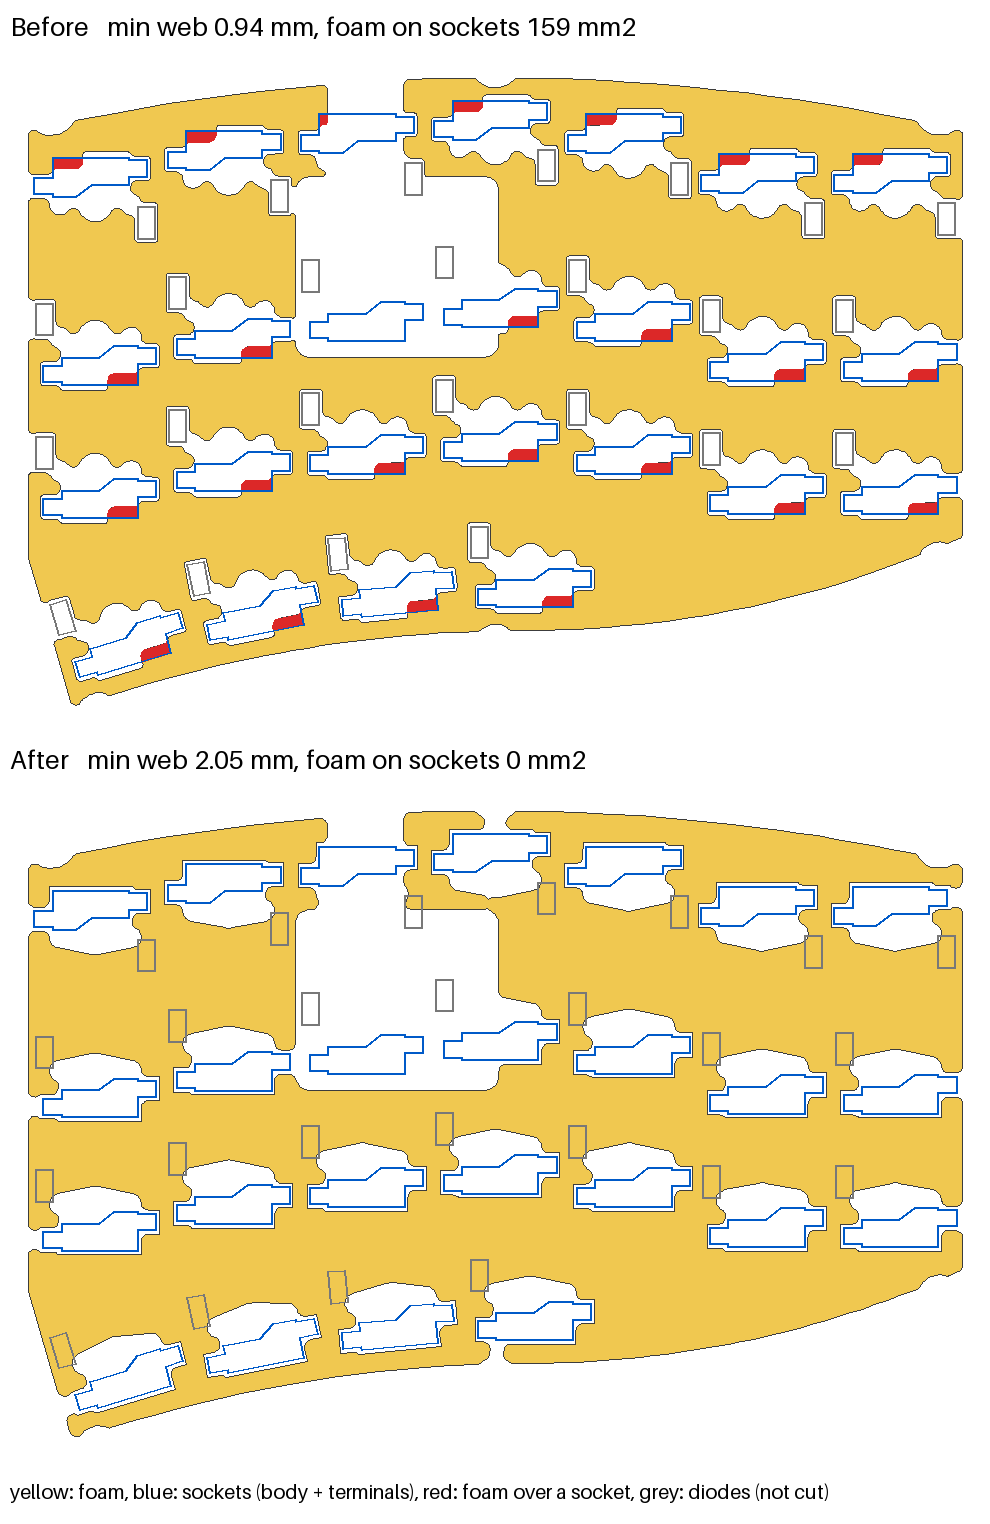 Before   min web 0.94 mm, foam on sockets 159 mm2
After   min web 2.05 mm, foam on sockets 0 mm2
yellow: foam, blue: sockets (body + terminals), red: foam over a socket, grey: diodes (not cut)